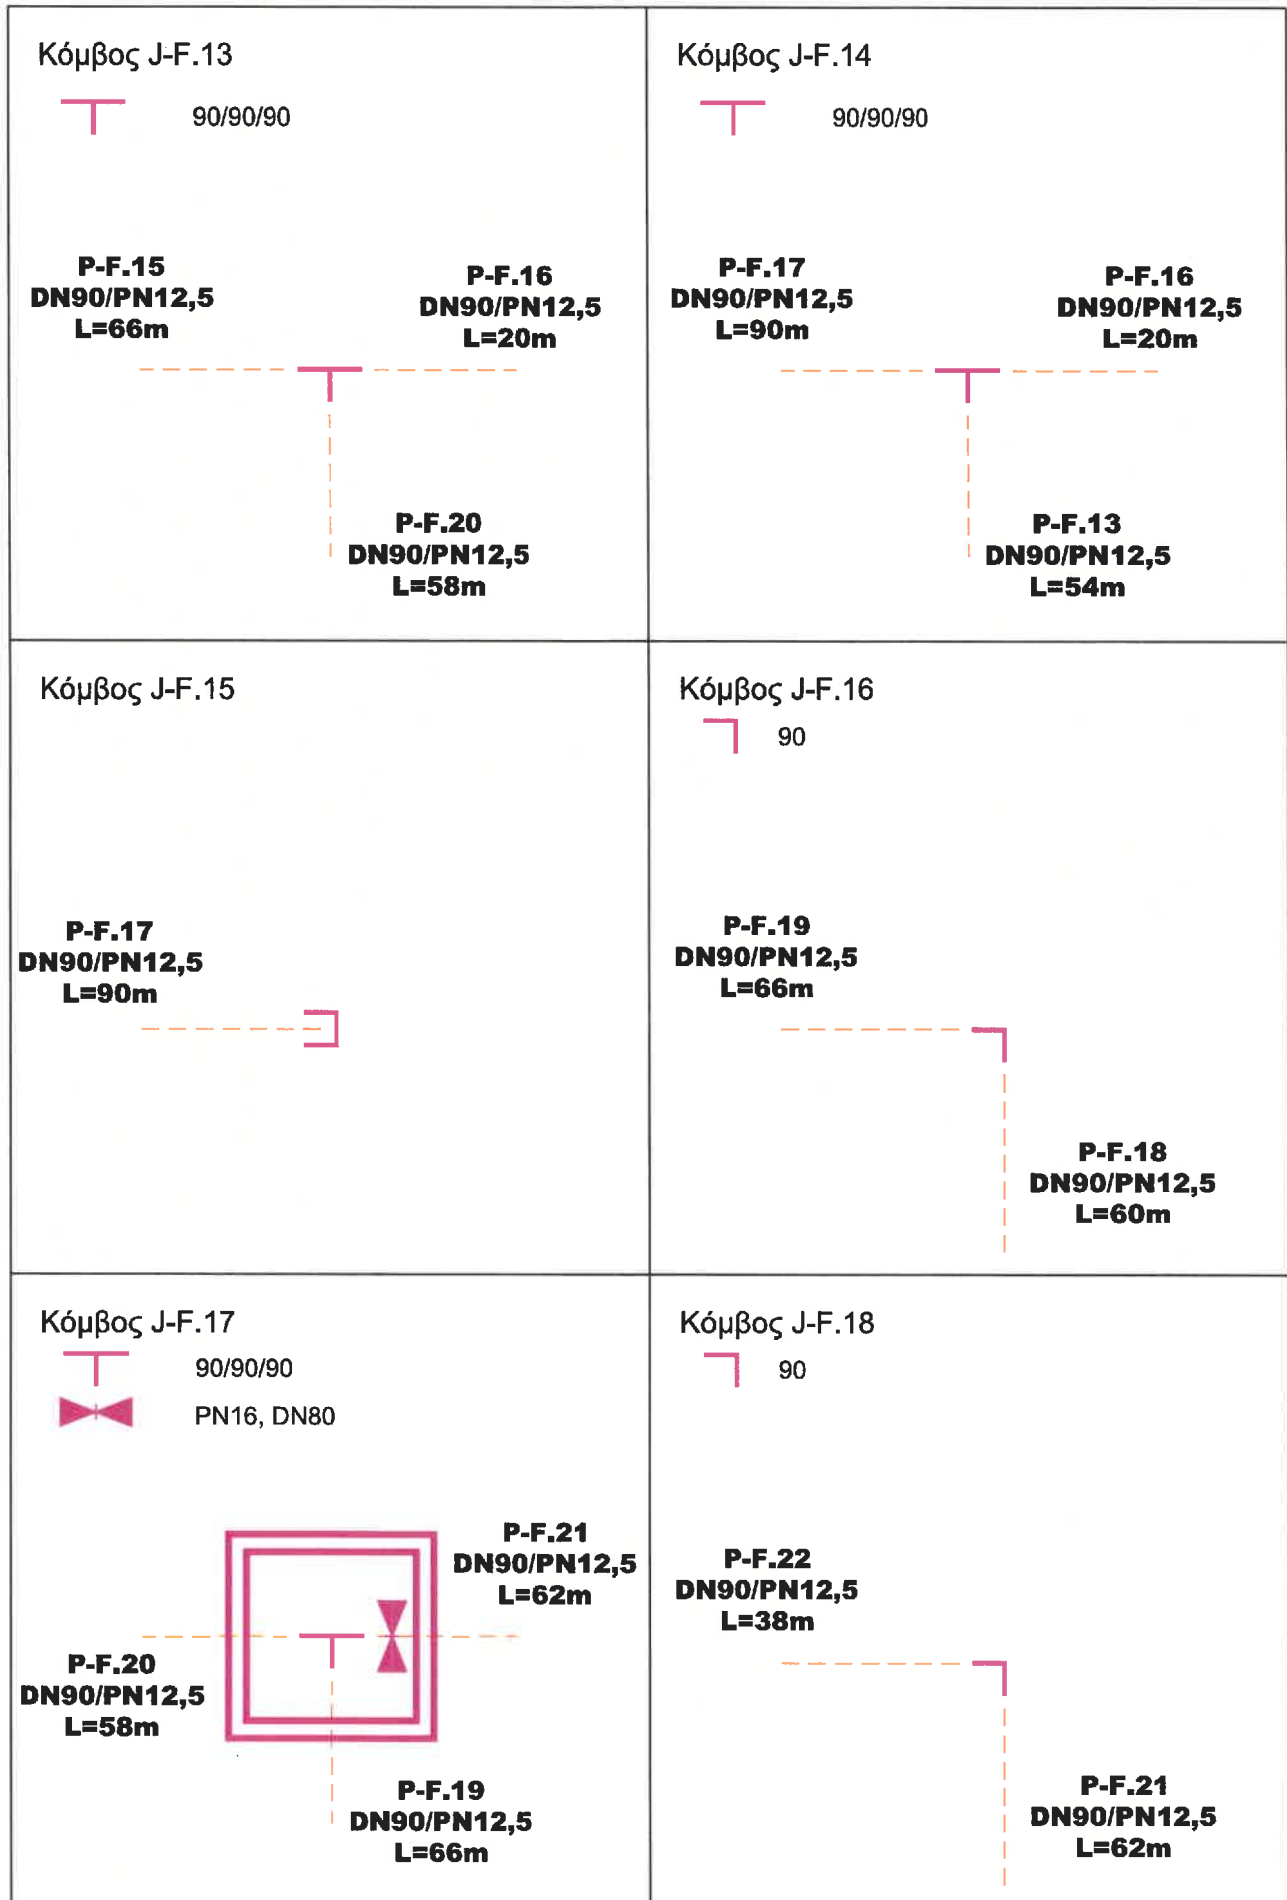 Κόμβος J-F.13
90/90/90
P-F.15
DN90/PN12,5
L=66m
P-F.16
DN90/PN12,5
L=20m
P-F.20
DN90/PN12,5
L=58m
Κόμβος J-F.14
90/90/90
P-F.17
DN90/PN12,5
L=90m
P-F.16
DN90/PN12,5
L=20m
P-F.13
DN90/PN12,5
L=54m
Κόμβος J-F.15
P-F.17
DN90/PN12,5
L=90m
Κόμβος J-F.16
90
P-F.19
DN90/PN12,5
L=66m
P-F.18
DN90/PN12,5
L=60m
Κόμβος J-F.17
90/90/90
PN16, DN80
P-F.21
DN90/PN12,5
L=62m
P-F.20
DN90/PN12,5
L=58m
P-F.19
DN90/PN12,5
L=66m
Κόμβος J-F.18
90
P-F.22
DN90/PN12,5
L=38m
P-F.21
DN90/PN12,5
L=62m